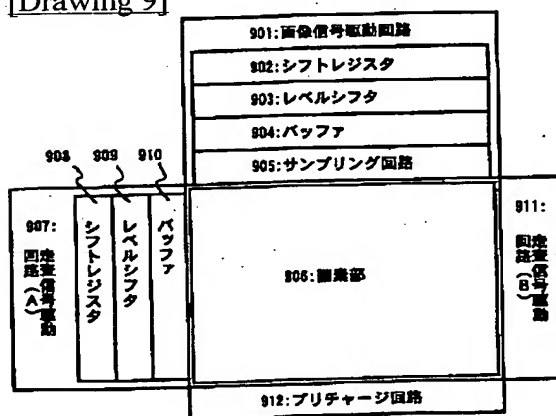 [Drawing 9]
901:画像信号駆動回路
902:シフトレジスタ
903:レベルシフタ
904:バッファ
905:サンプリング回路
908 909 910
907:
走査信号駆動
回路(A)
シフトレジスタ
レベルシフタ
バッファ
906:画素部
911:
走査信号駆動
回路(B)
912:プリチャージ回路